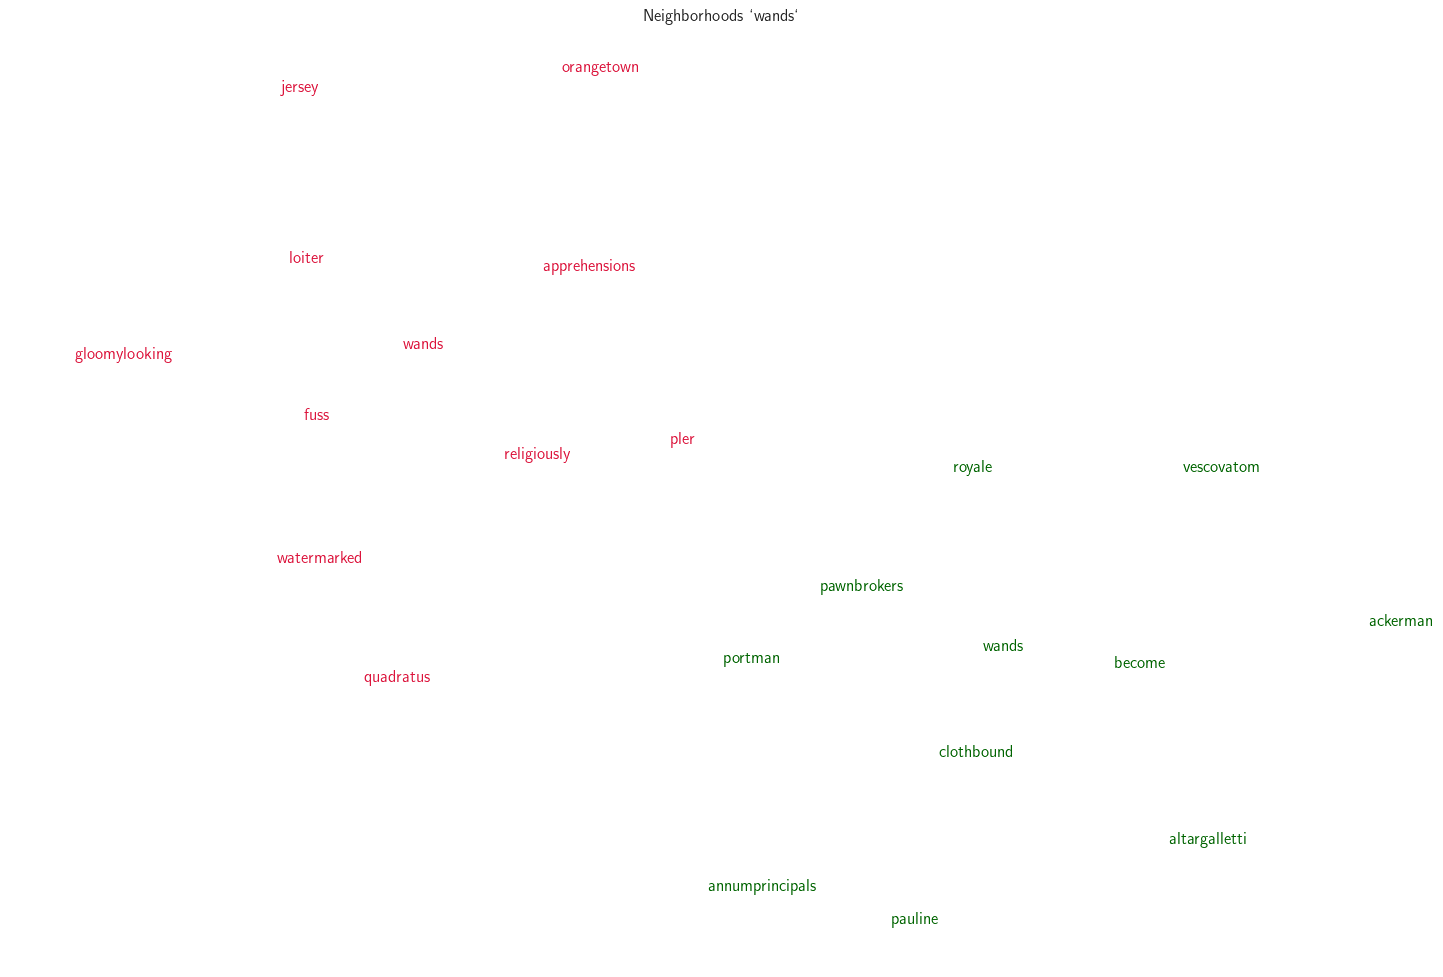 Neighborhoods ‘wands‘
orangetown
jersey
loiter
apprehensions
wands
gloomylooking
fuss
pler
religiously
royale
vescovatom
watermarked
pawnbrokers
ackerman
wands
portman
become
quadratus
clothbound
altargalletti
annumprincipals
pauline